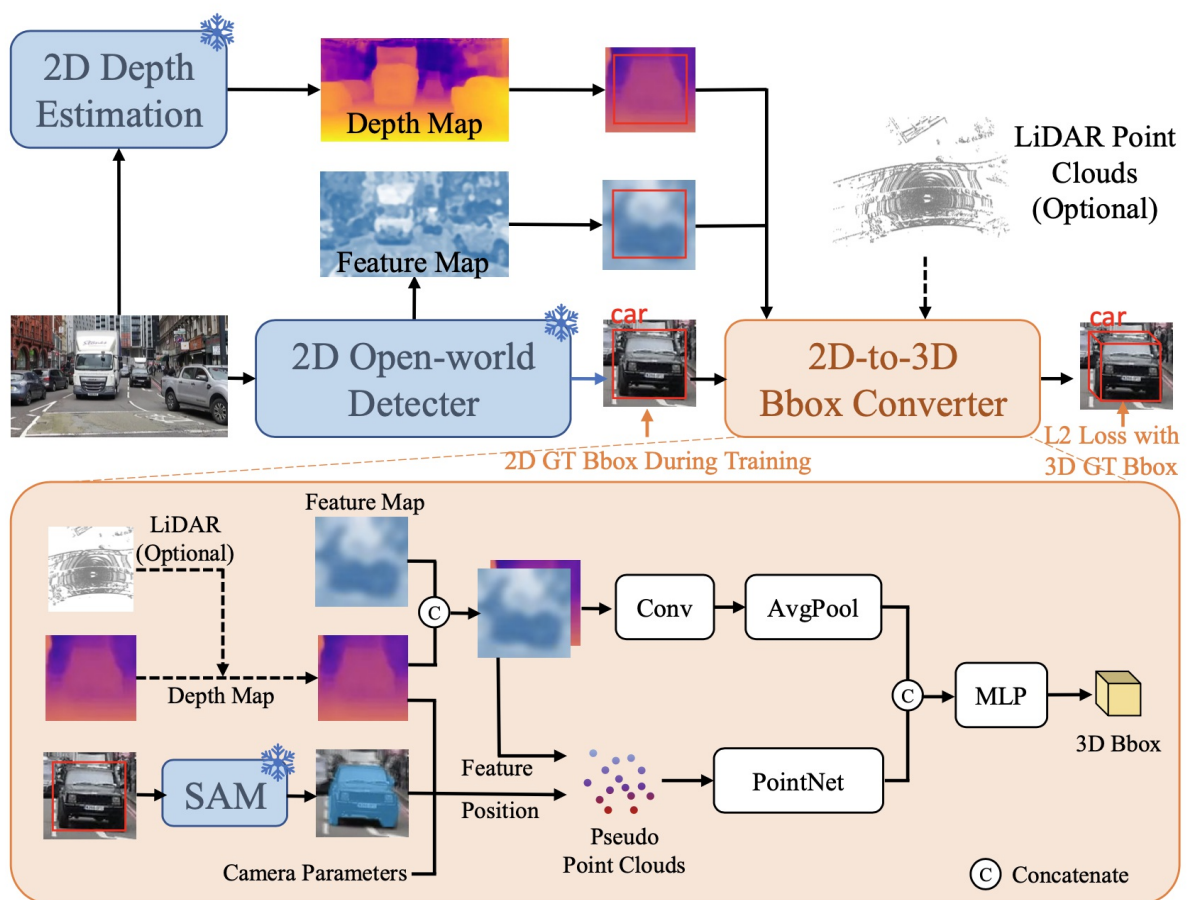 2D Depth
Estimation
Depth Map
Feature Map
LiDAR Point
Clouds
(Optional)
2D Open-world
Detecter
car
2D-to-3D
Bbox Converter
car
2D GT Bbox During Training
L2 Loss with
3D GT Bbox
LiDAR
(Optional)
Feature Map
Depth Map
C
Conv
AvgPool
C
MLP
3D Bbox
SAM
Feature
Position
Pseudo
Point Clouds
PointNet
Camera Parameters
C Concatenate